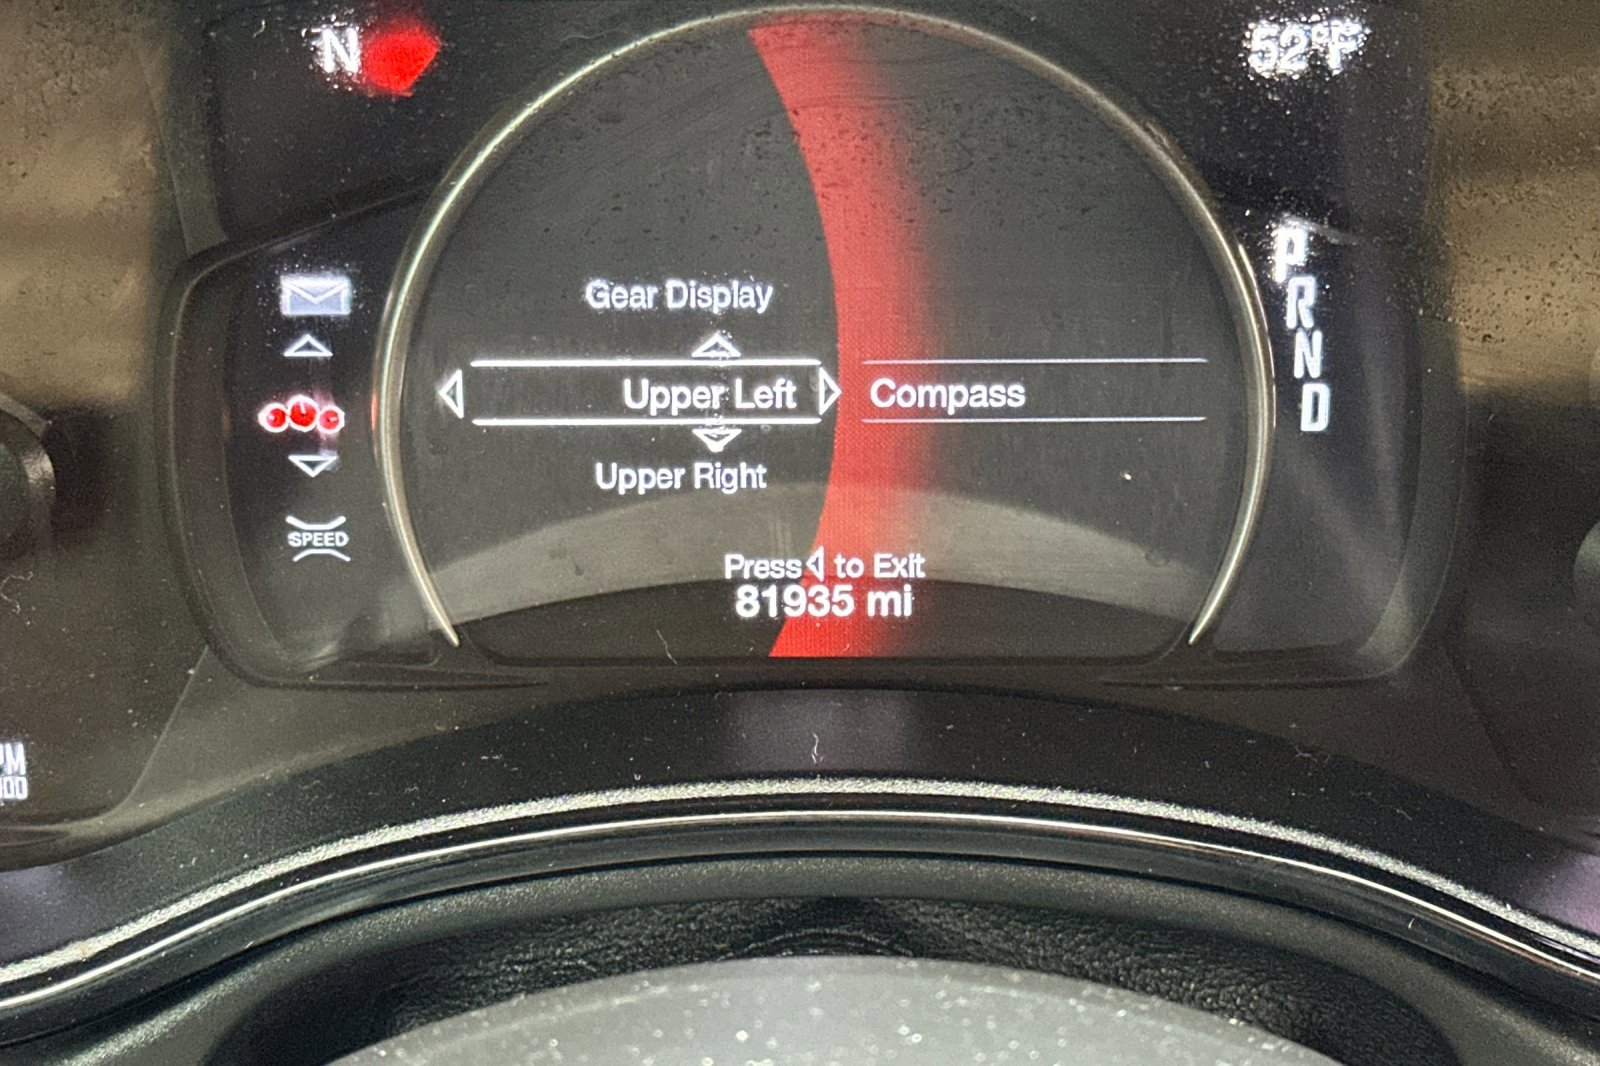 N
52°F
Gear Display
Upper Left
Compass
Upper Right
SPEED
Press to Exit
81935 mi
P
R
N
D